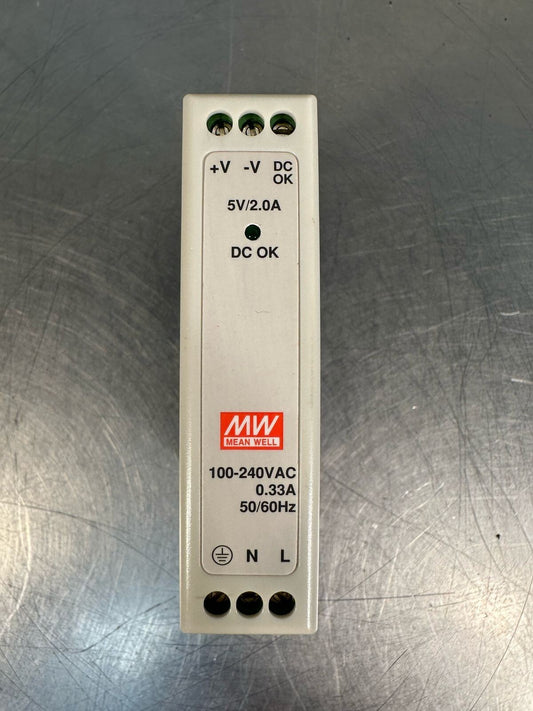 +V -V DC OK
5V/2.0A
DC OK
MW
MEAN WELL
100-240VAC
0.33A
50/60Hz
N L